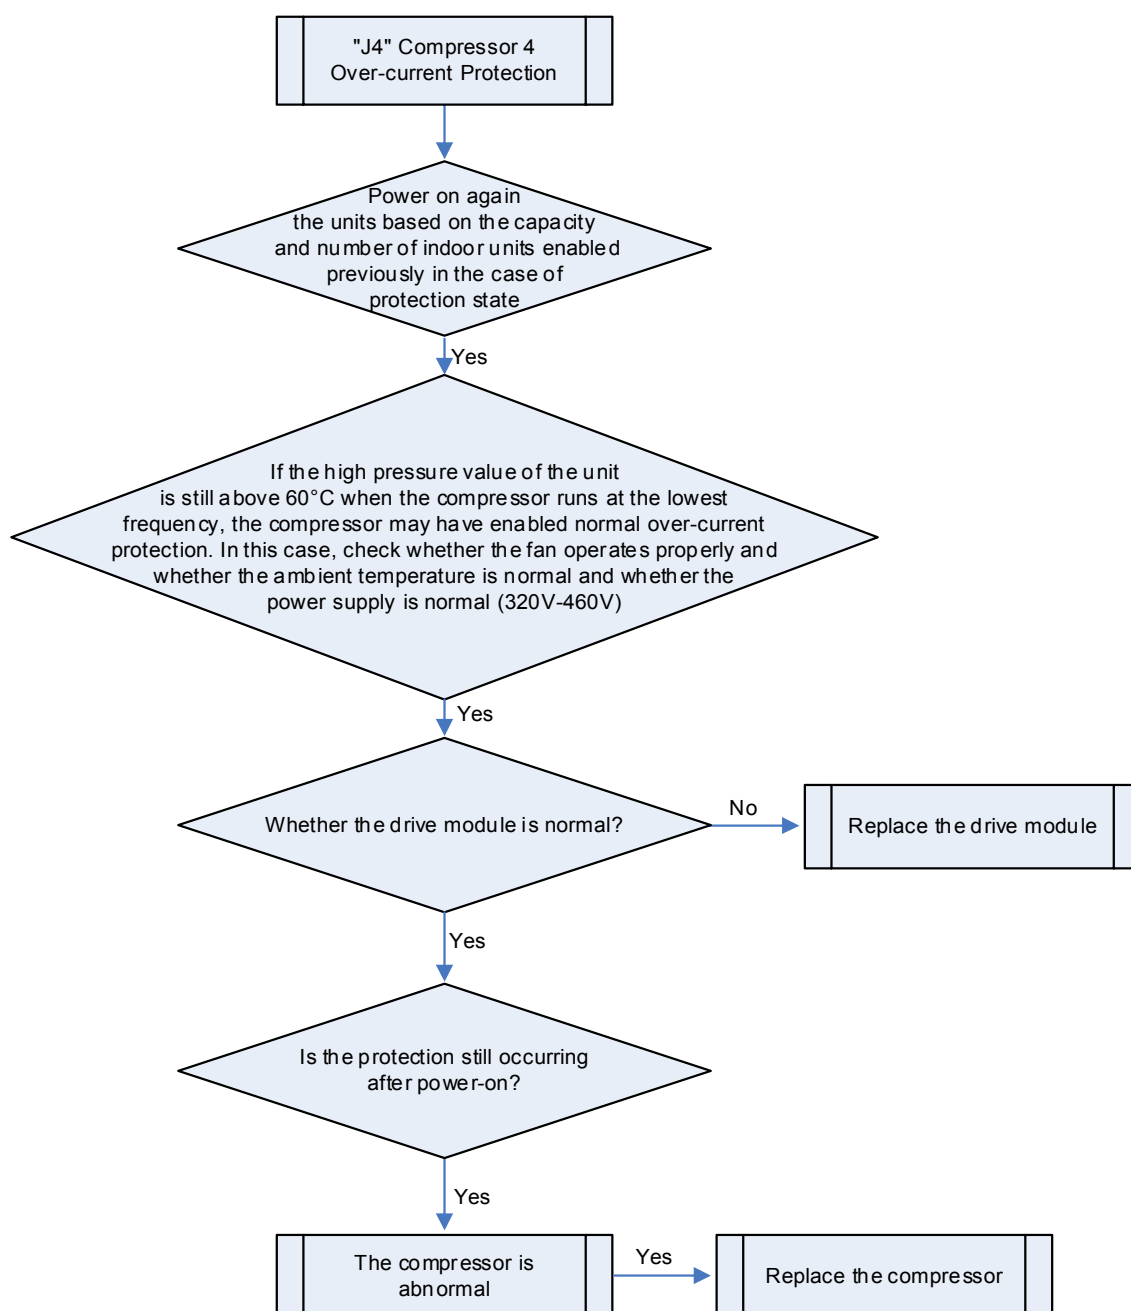 "J4" Compressor 4
Over-current Protection
Power on again
the units based on the capacity
and number of indoor units enabled
previously in the case of
protection state
Yes
If the high pressure value of the unit
is still above 60°C when the compressor runs at the lowest
frequency, the compressor may have enabled normal over-current
protection. In this case, check whether the fan operates properly and
whether the ambient temperature is normal and whether the
power supply is normal (320V-460V)
Yes
Whether the drive module is normal?
No
Replace the drive module
Yes
Is the protection still occurring
after power-on?
Yes
The compressor is
abnormal
Yes
Replace the compressor